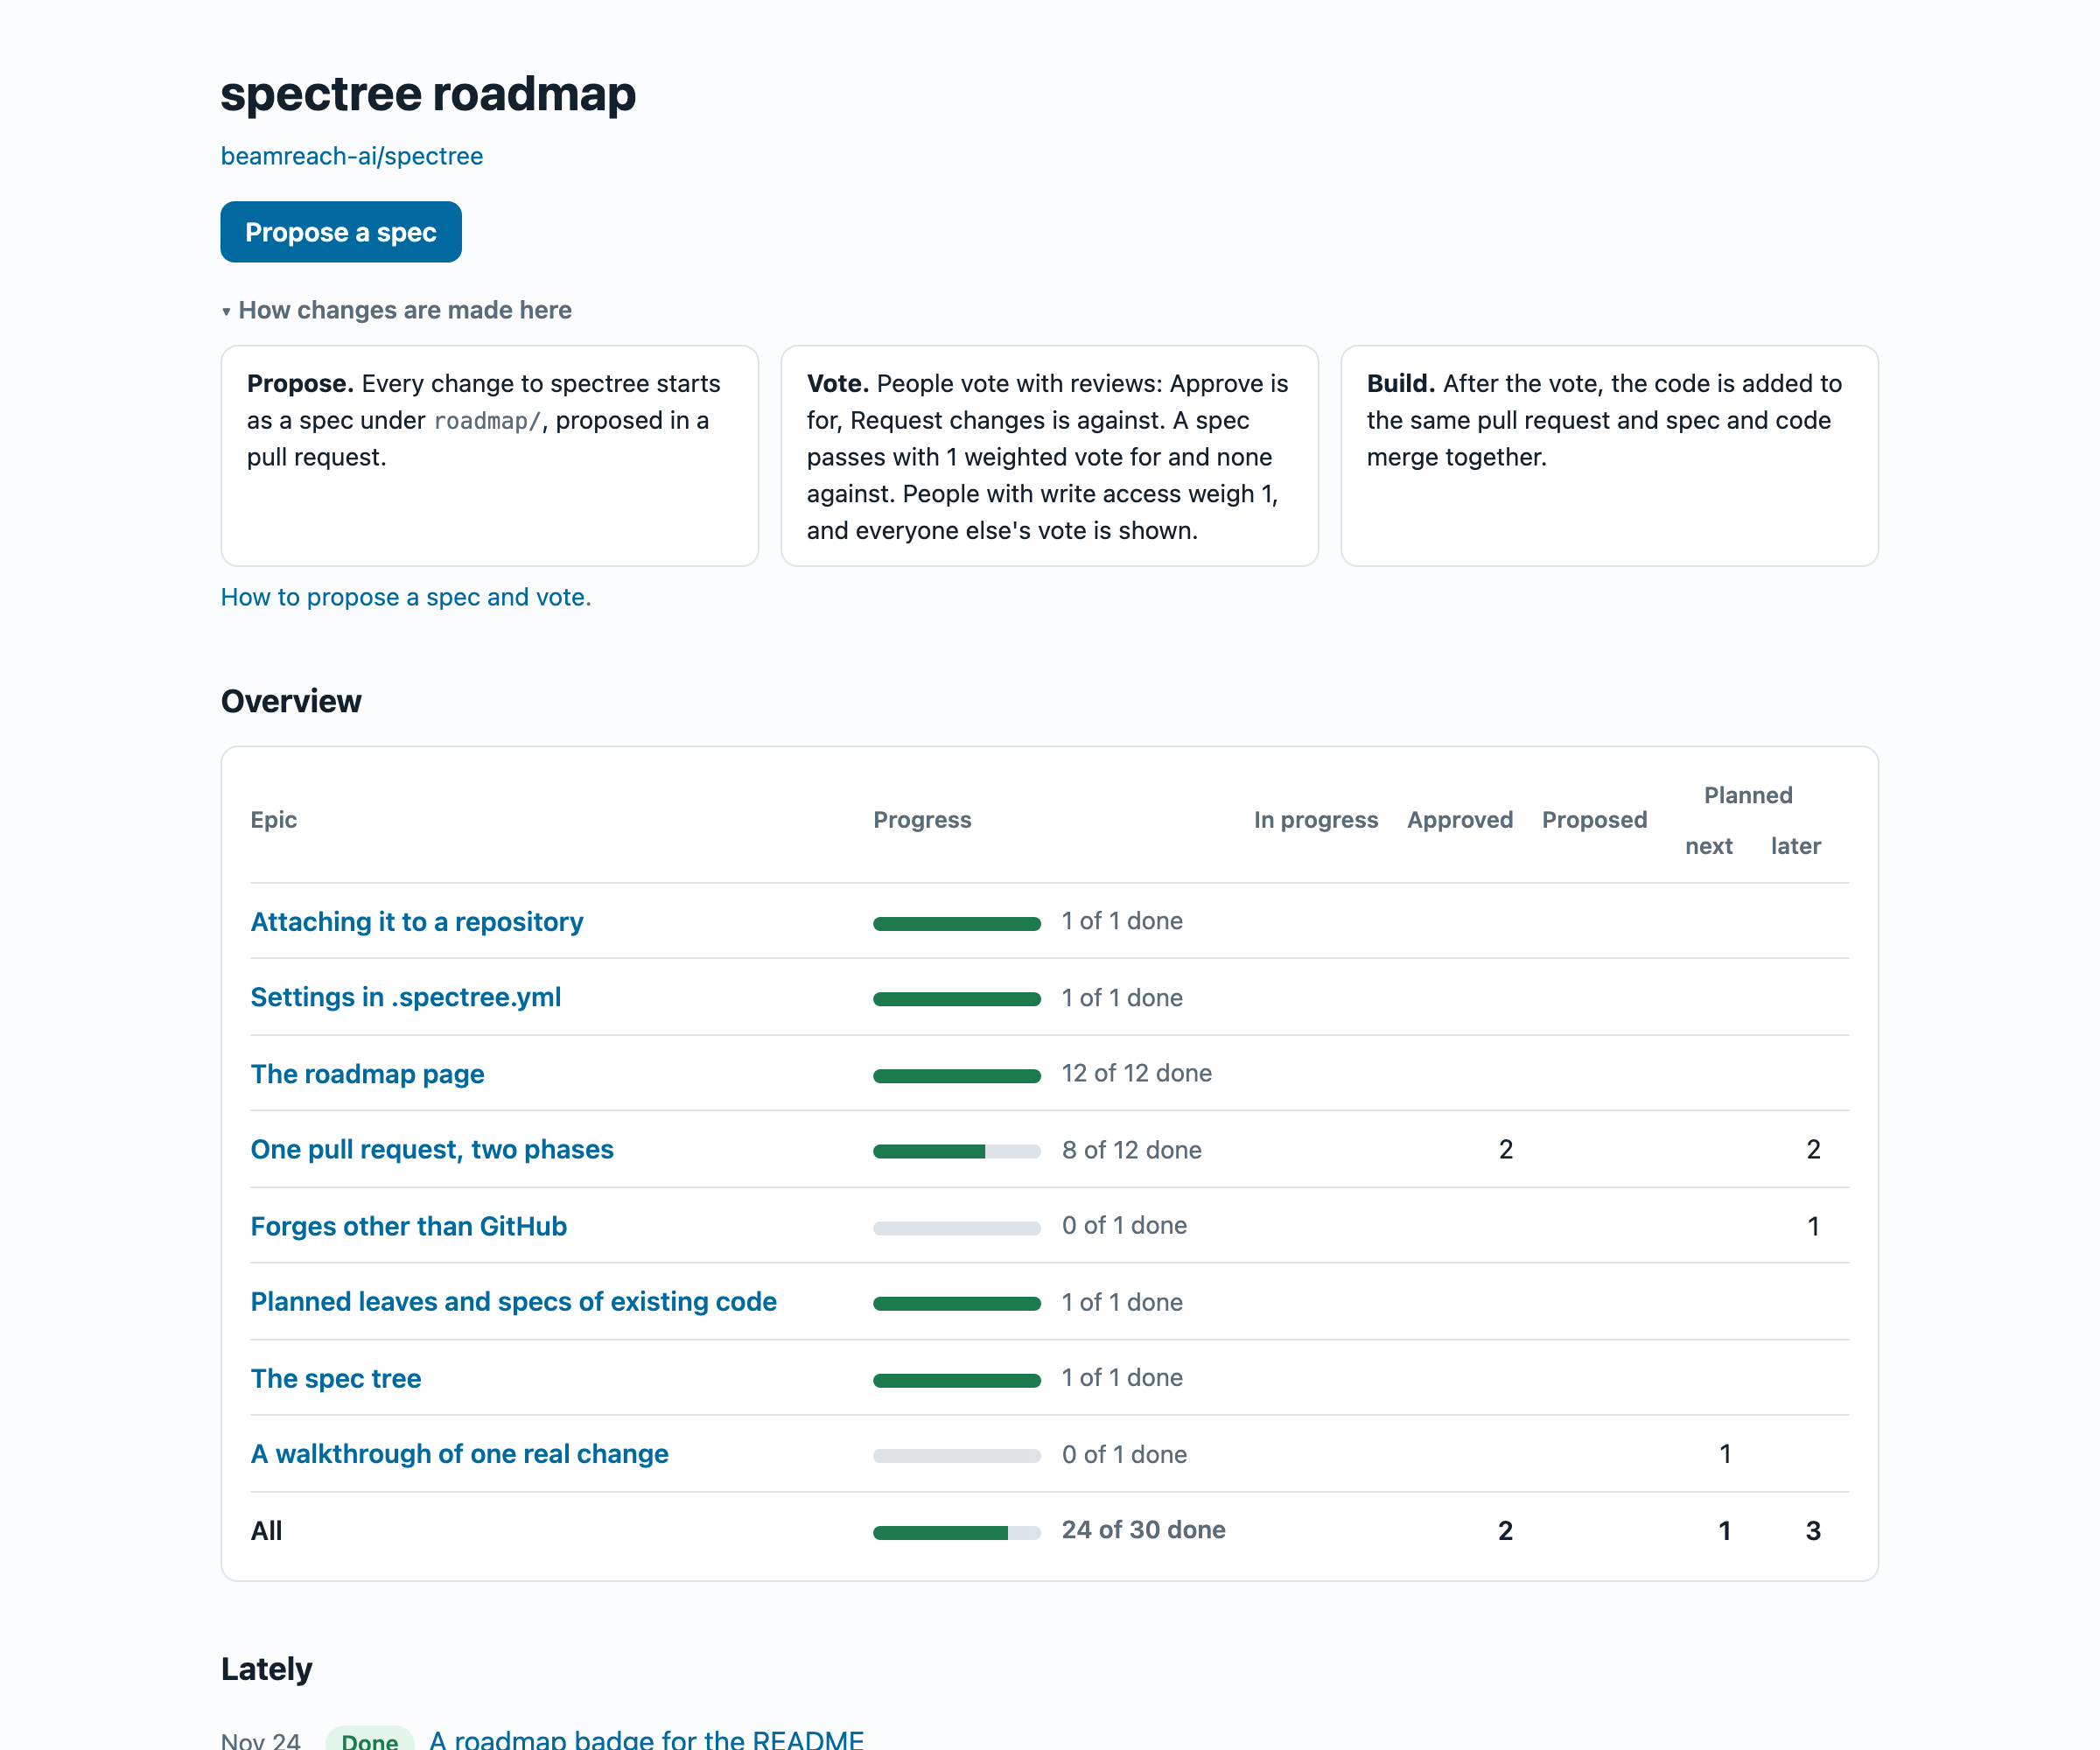 spectree roadmap
beamreach-ai/spectree
Propose a spec
▾ How changes are made here
Propose. Every change to spectree starts
as a spec under roadmap/, proposed in a
pull request.
Vote. People vote with reviews: Approve is
for, Request changes is against. A spec
passes with 1 weighted vote for and none
against. People with write access weigh 1,
and everyone else's vote is shown.
Build. After the vote, the code is added to
the same pull request and spec and code
merge together.
How to propose a spec and vote.
Overview
Planned
Epic Progress In progress Approved Proposed
next later
Attaching it to a repository 1 of 1 done
Settings in .spectree.yml 1 of 1 done
The roadmap page 12 of 12 done
One pull request, two phases 8 of 12 done 2 2
Forges other than GitHub 0 of 1 done 1
Planned leaves and specs of existing code 1 of 1 done
The spec tree 1 of 1 done
A walkthrough of one real change 0 of 1 done 1
All 24 of 30 done 2 1 3
Lately
Nov 24 Done A roadmap badge for the README